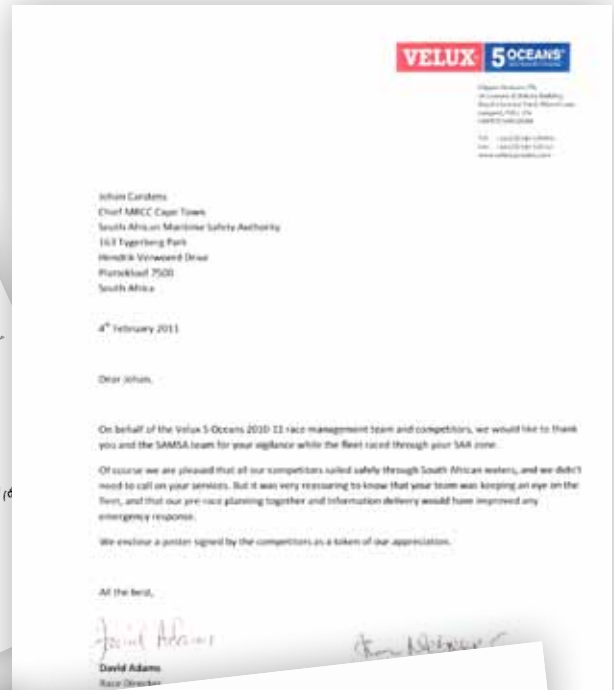 VELUX 5 OCEANS
Johan Carstens
Chief MRCC Cape Town
South African Maritime Safety Authority
163 Tygerberg Park
Hendrik Verwoerd Drive
Plattekloof 7500
South Africa
4th February 2011
Dear Johan,
On behalf of the Velux 5 Oceans 2010-11 race management team and competitors, we would like to thank
you and the SAMSA team for your vigilance while the fleet raced through your SAR zone.
Of course we are pleased that all our competitors sailed safely through South African waters, and we didn't
need to call on your services. But it was very reassuring to know that your team was keeping an eye on the
fleet, and that our pre-race planning together and information delivery would have improved any
emergency response.
We enclose a poster signed by the competitors as a token of our appreciation.
All the best,
David Adams
David Adams
Race Director